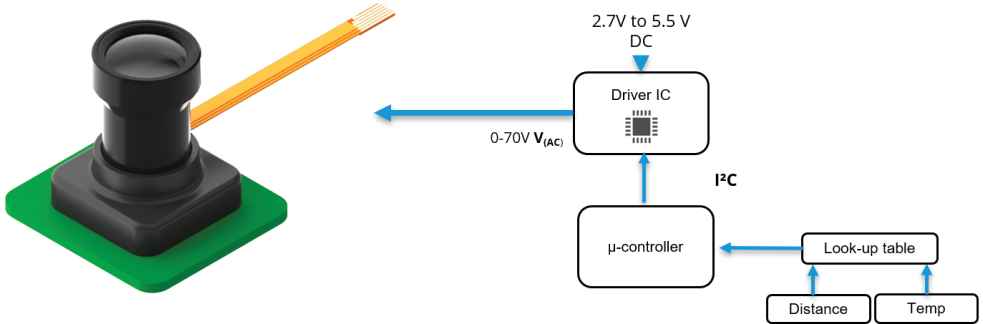 2.7V to 5.5 V
DC
Driver IC
0-70V V(AC)
I²C
µ-controller
Look-up table
Distance
Temp